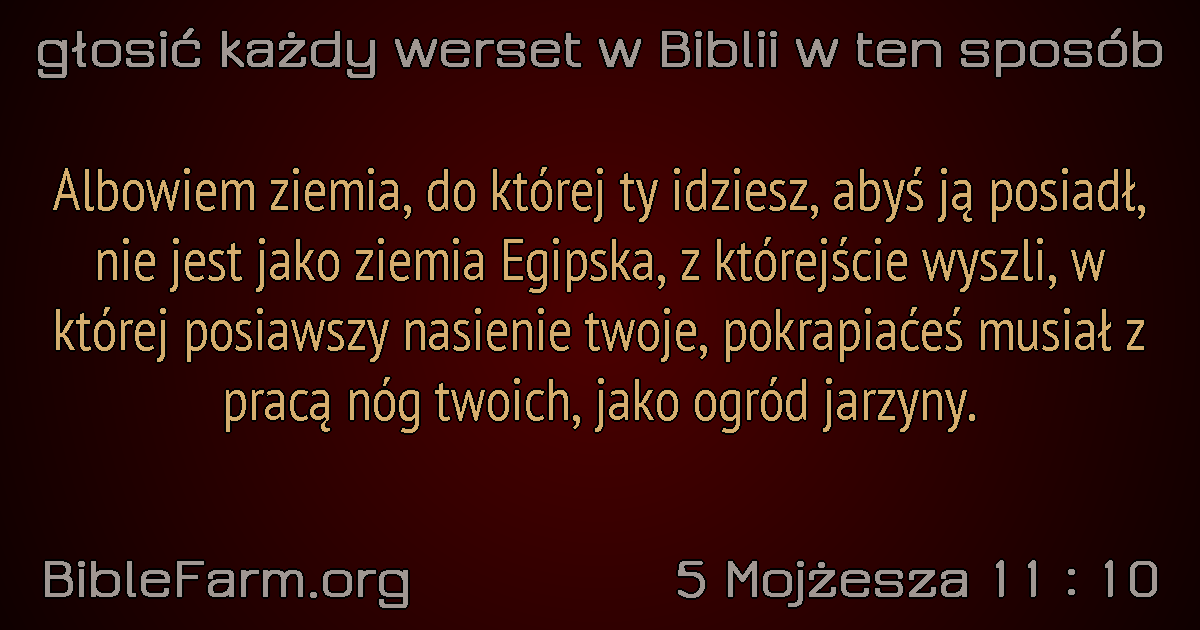 głosić każdy werset w Biblii w ten sposób
Albowiem ziemia, do której ty idziesz, abyś ją posiadł,
nie jest jako ziemia Egipska, z którejście wyszli, w
której posiawszy nasienie twoje, pokrapiaćeś musiał z
pracą nóg twoich, jako ogród jarzyny.
BibleFarm.org
5 Mojżesza 11 : 10